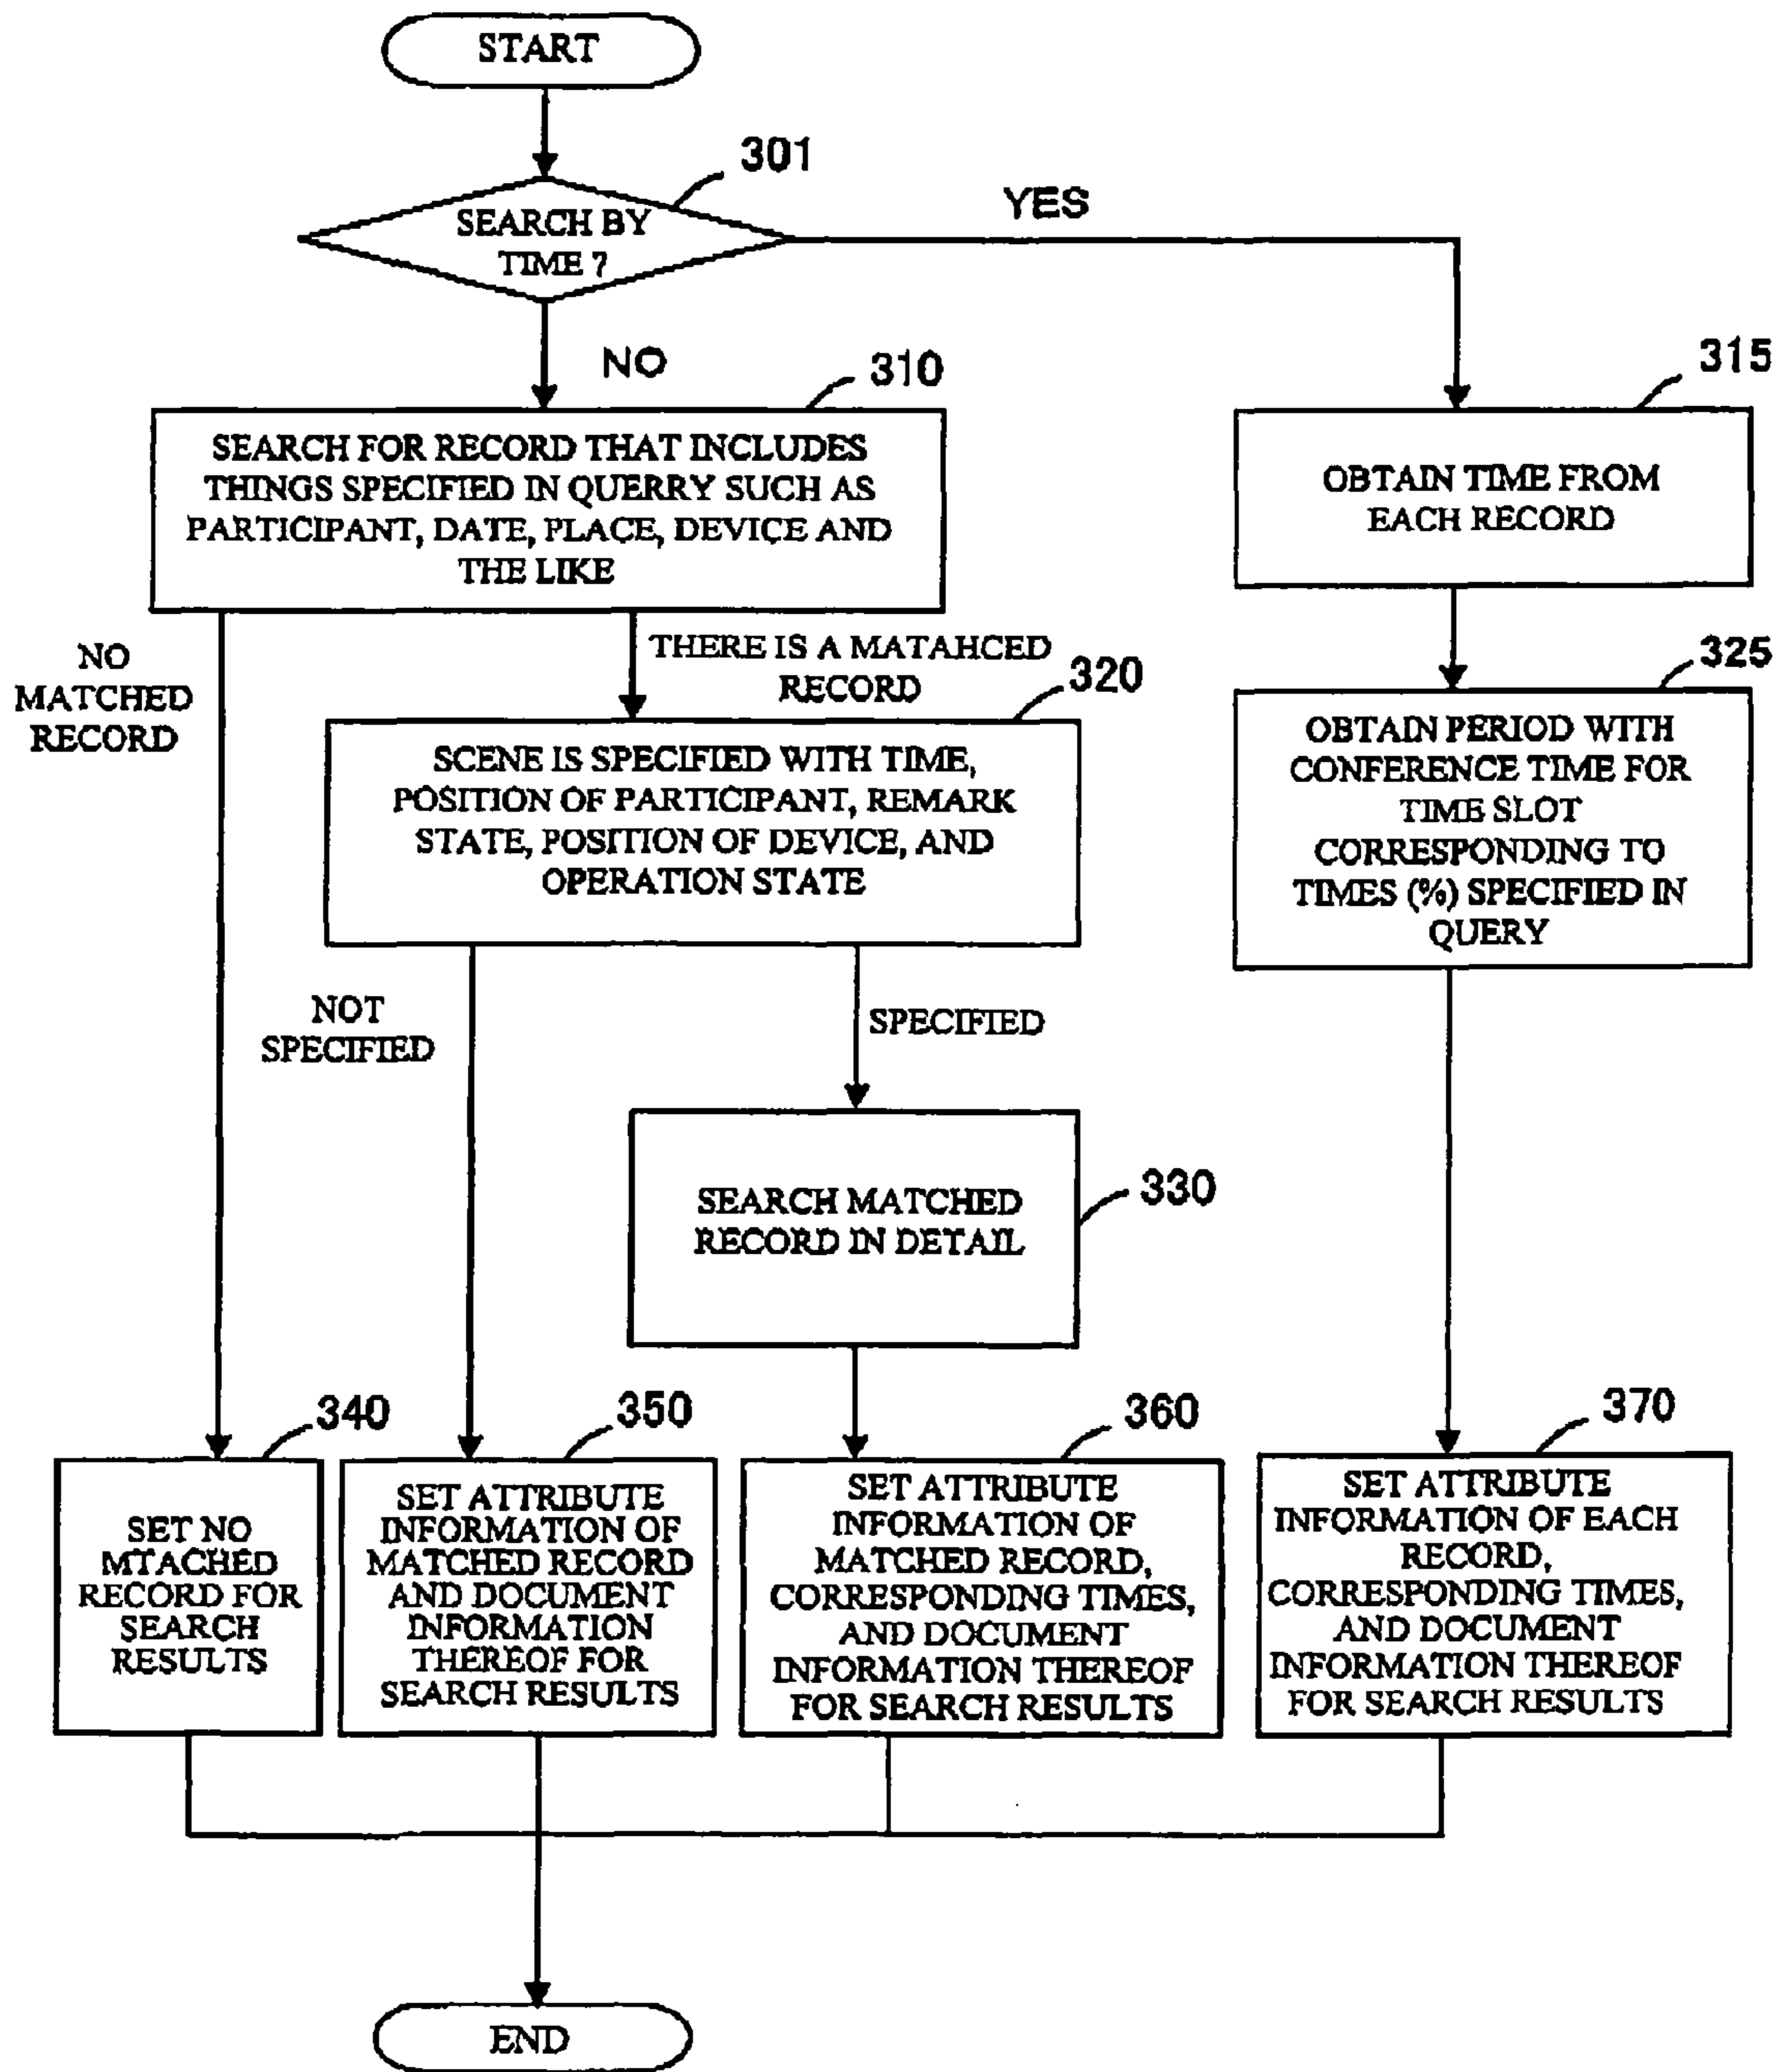 START
301
SEARCH BY
TIME ?
YES
NO
310
SEARCH FOR RECORD THAT INCLUDES
THINGS SPECIFIED IN QUERRY SUCH AS
PARTICIPANT, DATE, PLACE, DEVICE AND
THE LIKE
315
OBTAIN TIME FROM
EACH RECORD
NO
MATCHED
RECORD
THERE IS A MATAHCED
RECORD
320
SCENE IS SPECIFIED WITH TIME,
POSITION OF PARTICIPANT, REMARK
STATE, POSITION OF DEVICE, AND
OPERATION STATE
325
OBTAIN PERIOD WITH
CONFERENCE TIME FOR
TIME SLOT
CORRESPONDING TO
TIMES (%) SPECIFIED IN
QUERY
NOT
SPECIFIED
SPECIFIED
330
SEARCH MATCHED
RECORD IN DETAIL
340
SET NO
MTACHED
RECORD FOR
SEARCH
RESULTS
350
SET ATTRIBUTE
INFORMATION OF
MATCHED RECORD
AND DOCUMENT
INFORMATION
THEREOF FOR
SEARCH RESULTS
360
SET ATTRIBUTE
INFORMATION OF
MATCHED RECORD,
CORRESPONDING TIMES,
AND DOCUMENT
INFORMATION THEREOF
FOR SEARCH RESULTS
370
SET ATTRIBUTE
INFORMATION OF EACH
RECORD,
CORRESPONDING TIMES,
AND DOCUMENT
INFORMATION THEREOF
FOR SEARCH RESULTS
END